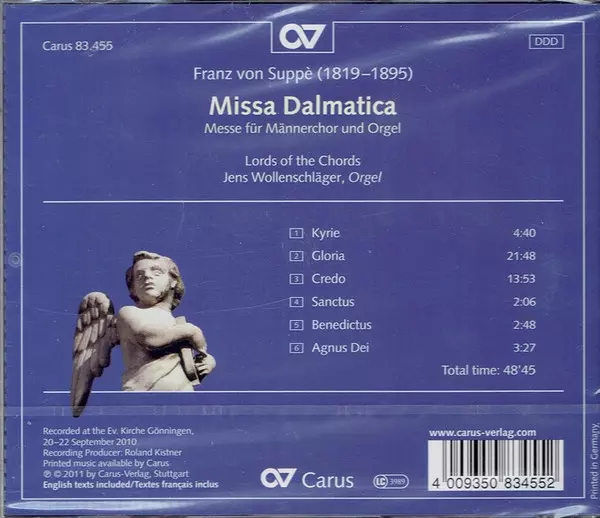 Carus 83.455
DDD
Franz von Suppè (1819–1895)
Missa Dalmatica
Messe für Männerchor und Orgel
Lords of the Chords
Jens Wollenschläger, Orgel
1 Kyrie 4:40
2 Gloria 21:48
3 Credo 13:53
4 Sanctus 2:06
5 Benedictus 2:48
6 Agnus Dei 3:27
Total time: 48'45
Recorded at the Ev. Kirche Gönningen,
20–22 September 2010
Recording Producer: Roland Kistner
Printed music available by Carus
℗ © 2011 by Carus-Verlag, Stuttgart
English texts included/Textes français inclus
Carus
LC 3989
www.carus-verlag.com
4 009350 834552
Printed in Germany